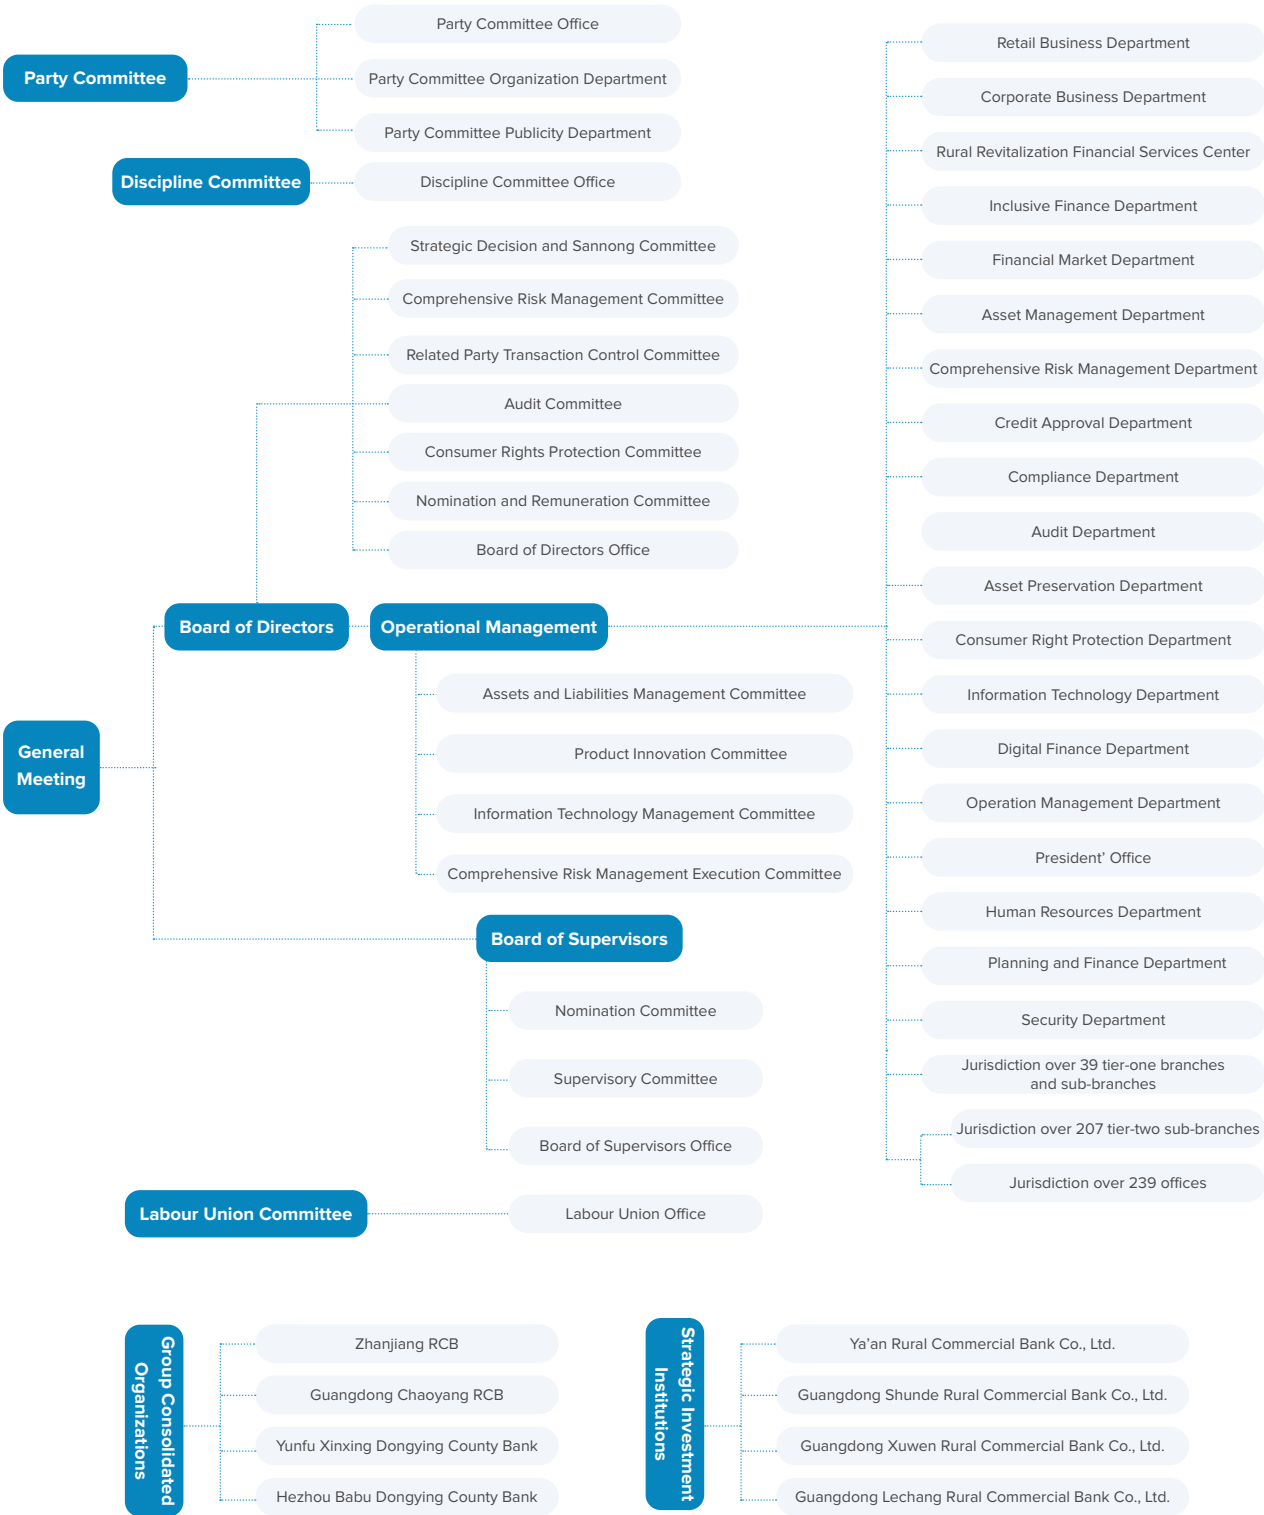 Party Committee
Party Committee Office
Party Committee Organization Department
Party Committee Publicity Department
Discipline Committee
Discipline Committee Office
Strategic Decision and Sannong Committee
Comprehensive Risk Management Committee
Related Party Transaction Control Committee
Audit Committee
Consumer Rights Protection Committee
Nomination and Remuneration Committee
Board of Directors Office
General
Meeting
Board of Directors
Operational Management
Assets and Liabilities Management Committee
Product Innovation Committee
Information Technology Management Committee
Comprehensive Risk Management Execution Committee
Board of Supervisors
Nomination Committee
Supervisory Committee
Board of Supervisors Office
Labour Union Committee
Labour Union Office
Retail Business Department
Corporate Business Department
Rural Revitalization Financial Services Center
Inclusive Finance Department
Financial Market Department
Asset Management Department
Comprehensive Risk Management Department
Credit Approval Department
Compliance Department
Audit Department
Asset Preservation Department
Consumer Right Protection Department
Information Technology Department
Digital Finance Department
Operation Management Department
President’ Office
Human Resources Department
Planning and Finance Department
Security Department
Jurisdiction over 39 tier-one branches
and sub-branches
Jurisdiction over 207 tier-two sub-branches
Jurisdiction over 239 offices
Group Consolidated
Organizations
Zhanjiang RCB
Guangdong Chaoyang RCB
Yunfu Xinxing Dongying County Bank
Hezhou Babu Dongying County Bank
Strategic Investment
Institutions
Ya’an Rural Commercial Bank Co., Ltd.
Guangdong Shunde Rural Commercial Bank Co., Ltd.
Guangdong Xuwen Rural Commercial Bank Co., Ltd.
Guangdong Lechang Rural Commercial Bank Co., Ltd.